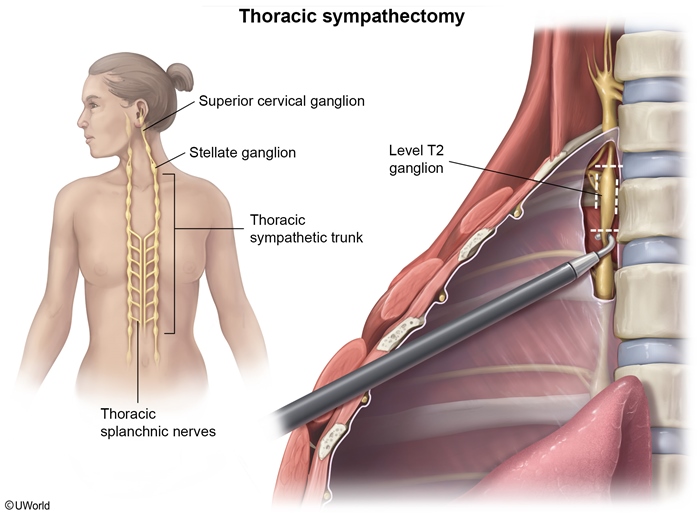 Thoracic sympathectomy
Superior cervical ganglion
Stellate ganglion
Thoracic
sympathetic trunk
Thoracic
splanchnic nerves
Level T2
ganglion
©UWorld